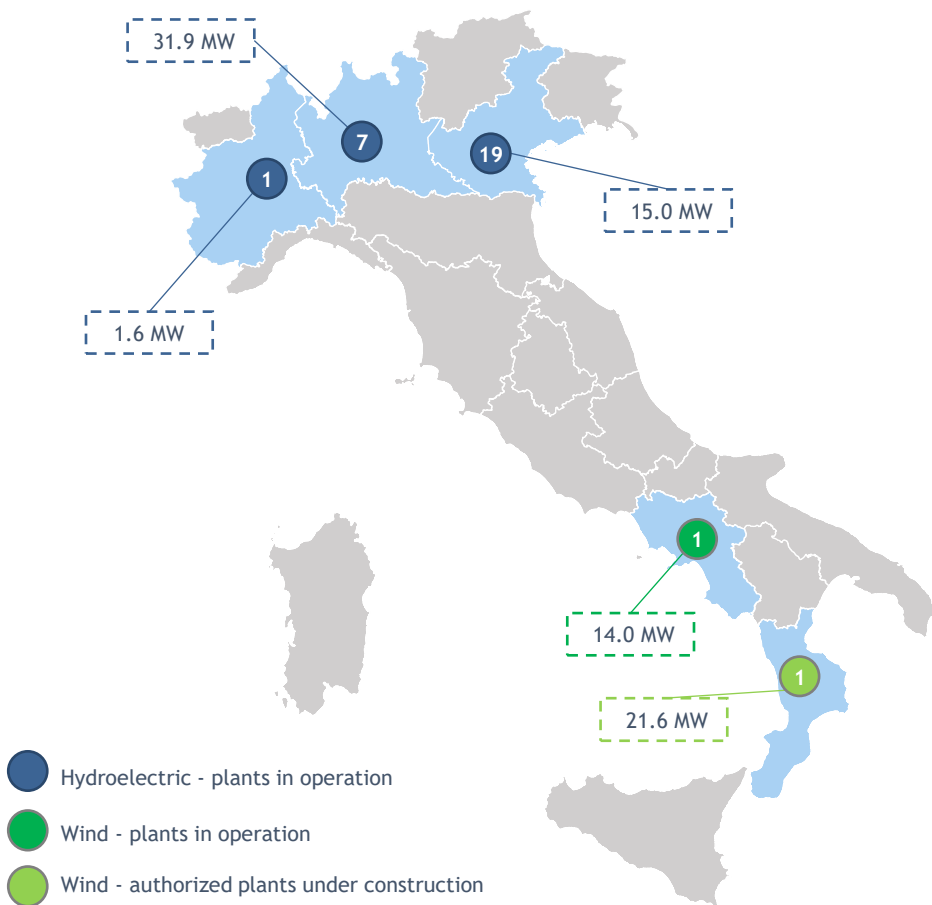 31.9 MW
7
19
1
15.0 MW
1.6 MW
1
14.0 MW
1
21.6 MW
Hydroelectric - plants in operation
Wind - plants in operation
Wind - authorized plants under construction